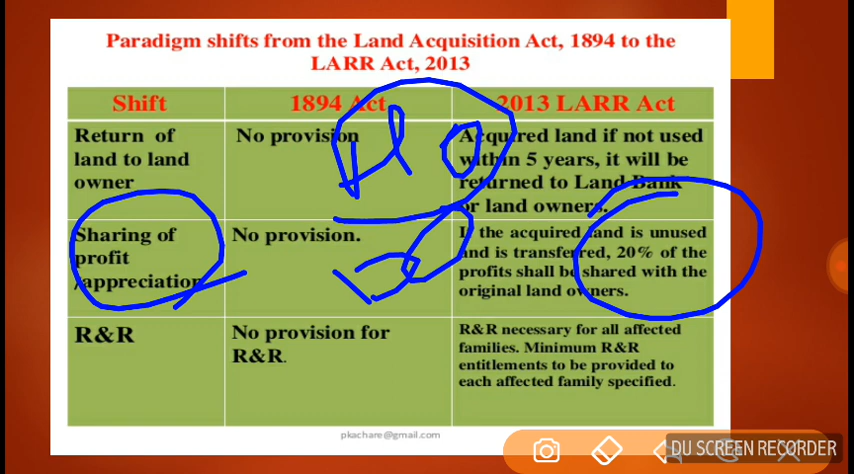 Paradigm shifts from the Land Acquisition Act, 1894 to the
LARR Act, 2013
Shift 1894 Act 2013 LARR Act
Return of
land to land
owner
No provision
Acquired land if not used
within 5 years, it will be
returned to Land Bank
or land owners.
Sharing of
profit
/appreciation
No provision.
If the acquired land is unused
and is transferred, 20% of the
profits shall be shared with the
original land owners.
R&R
No provision for
R&R.
R&R necessary for all affected
families. Minimum R&R
entitlements to be provided to
each affected family specified.
pkachare@gmail.com
DU SCREEN RECORDER